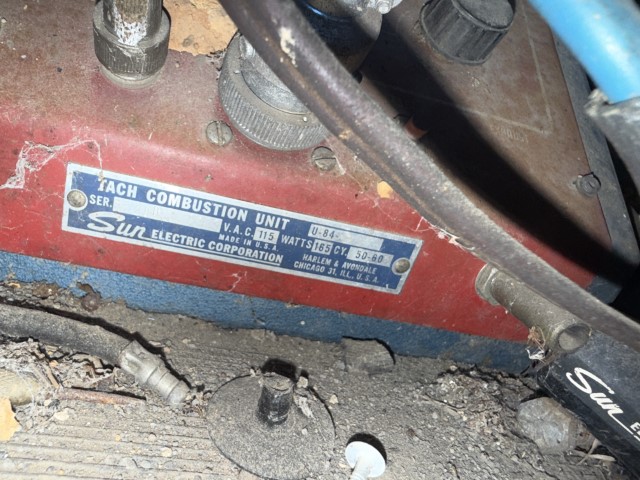 TACH COMBUSTION UNIT
SER. U-84-
V.A.C. 115 WATTS 165 CY. 50-60
MADE IN U.S.A.
Sun ELECTRIC CORPORATION
HARLEM & AVONDALE
CHICAGO 31, ILL., U.S.A.
Sun